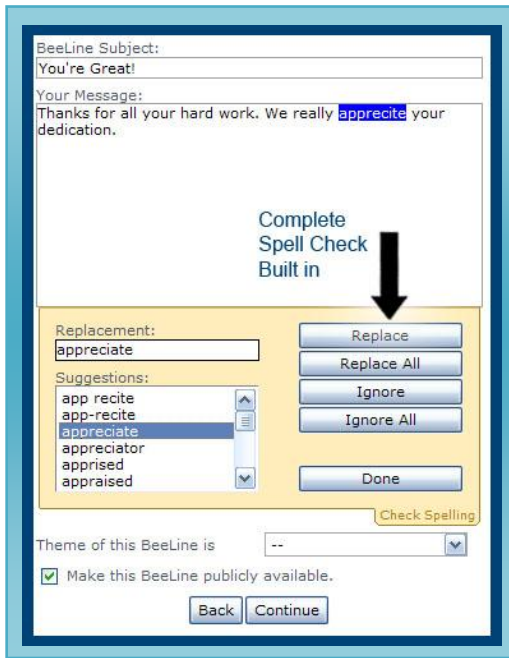 BeeLine Subject:
You're Great!
Your Message:
Thanks for all your hard work. We really apprecite your
dedication.
Complete
Spell Check
Built in
Replacement:
appreciate
Suggestions:
app recite
app-recite
appreciate
appreciator
apprised
appraised
Replace
Replace All
Ignore
Ignore All
Done
Check Spelling
Theme of this BeeLine is
--
Make this BeeLine publicly available.
Back Continue